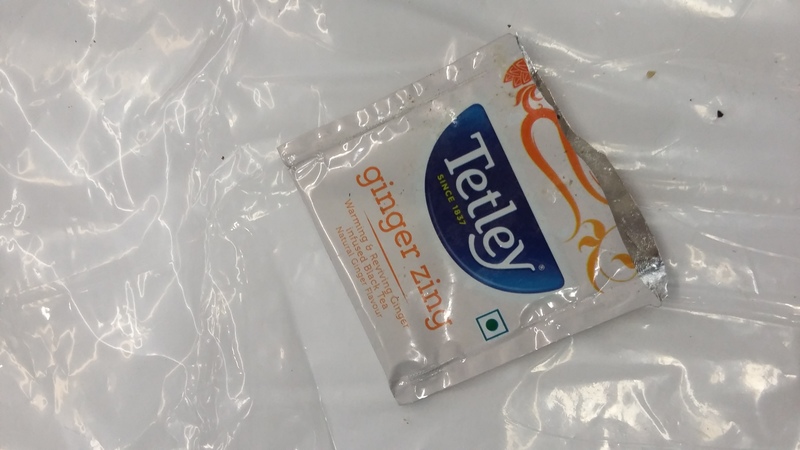 Tetley®
SINCE 1837
ginger zing
Warming & Reviving Ginger
Infused Black Tea
Natural Ginger Flavour